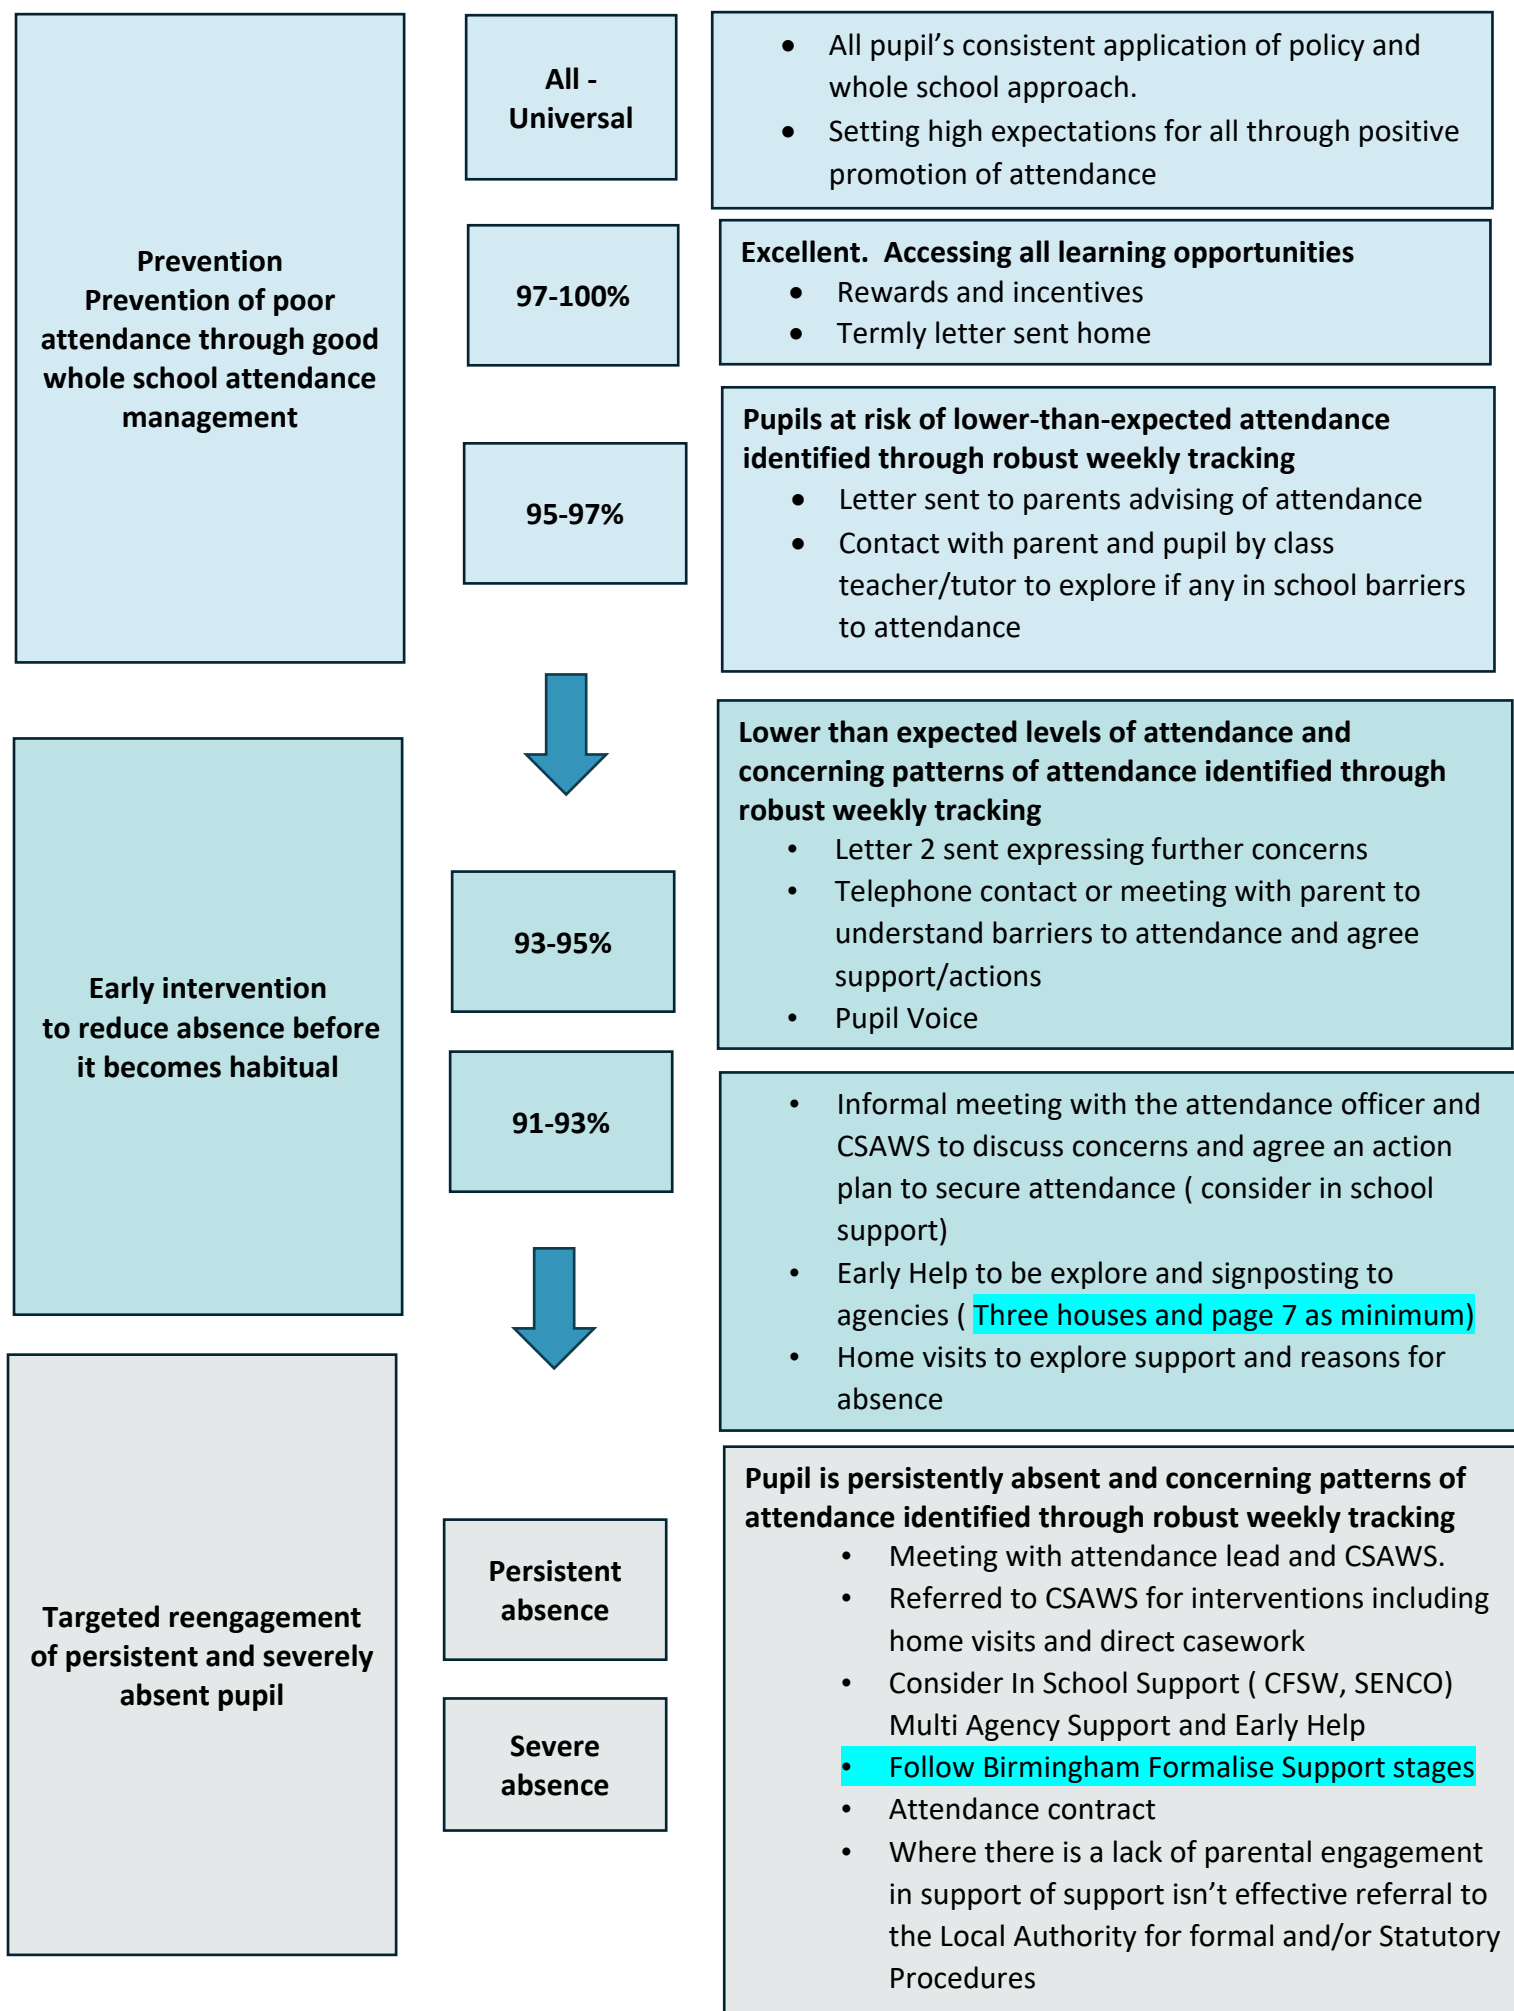 Prevention
Prevention of poor
attendance through good
whole school attendance
management
All -
Universal
• All pupil’s consistent application of policy and
whole school approach.
• Setting high expectations for all through positive
promotion of attendance
97-100%
Excellent.  Accessing all learning opportunities
• Rewards and incentives
• Termly letter sent home
95-97%
Pupils at risk of lower-than-expected attendance
identified through robust weekly tracking
• Letter sent to parents advising of attendance
• Contact with parent and pupil by class
teacher/tutor to explore if any in school barriers
to attendance
Early intervention
to reduce absence before
it becomes habitual
93-95%
Lower than expected levels of attendance and
concerning patterns of attendance identified through
robust weekly tracking
• Letter 2 sent expressing further concerns
• Telephone contact or meeting with parent to
understand barriers to attendance and agree
support/actions
• Pupil Voice
91-93%
• Informal meeting with the attendance officer and
CSAWS to discuss concerns and agree an action
plan to secure attendance ( consider in school
support)
• Early Help to be explore and signposting to
agencies ( Three houses and page 7 as minimum)
• Home visits to explore support and reasons for
absence
Targeted reengagement
of persistent and severely
absent pupil
Persistent
absence
Severe
absence
Pupil is persistently absent and concerning patterns of
attendance identified through robust weekly tracking
• Meeting with attendance lead and CSAWS.
• Referred to CSAWS for interventions including
home visits and direct casework
• Consider In School Support ( CFSW, SENCO)
Multi Agency Support and Early Help
• Follow Birmingham Formalise Support stages
• Attendance contract
• Where there is a lack of parental engagement
in support of support isn’t effective referral to
the Local Authority for formal and/or Statutory
Procedures